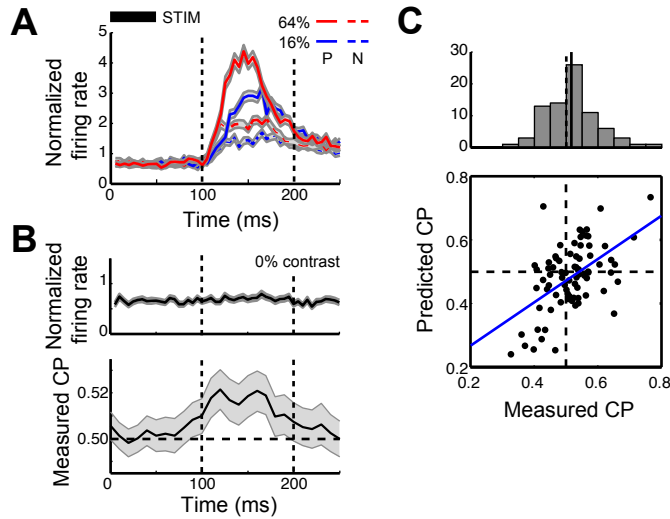 A
STIM
64%
16%
P N
Normalized
firing rate
5
4
3
2
1
0
0 100 200
Time (ms)
B
0% contrast
Normalized
firing rate
1
0
Measured CP
0.52
0.50
0 100 200
Time (ms)
C
30
20
10
0
Predicted CP
0.8
0.6
0.4
0.2
0.2 0.4 0.6 0.8
Measured CP